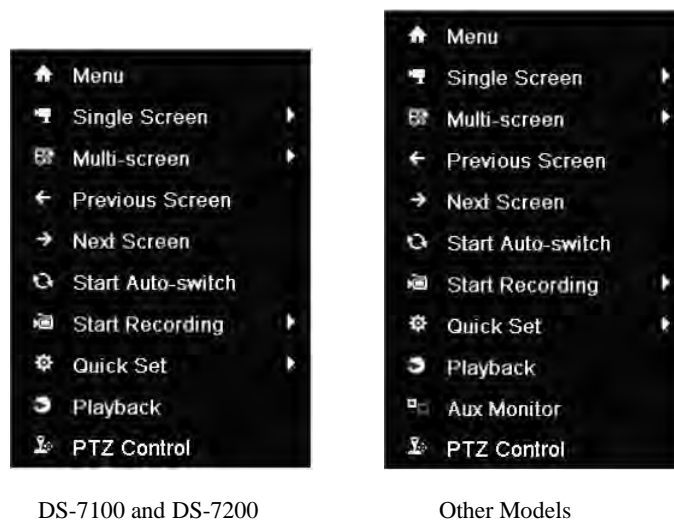 Menu
Single Screen
Multi-screen
Previous Screen
Next Screen
Start Auto-switch
Start Recording
Quick Set
Playback
PTZ Control
DS-7100 and DS-7200
Menu
Single Screen
Multi-screen
Previous Screen
Next Screen
Start Auto-switch
Start Recording
Quick Set
Playback
Aux Monitor
PTZ Control
Other Models